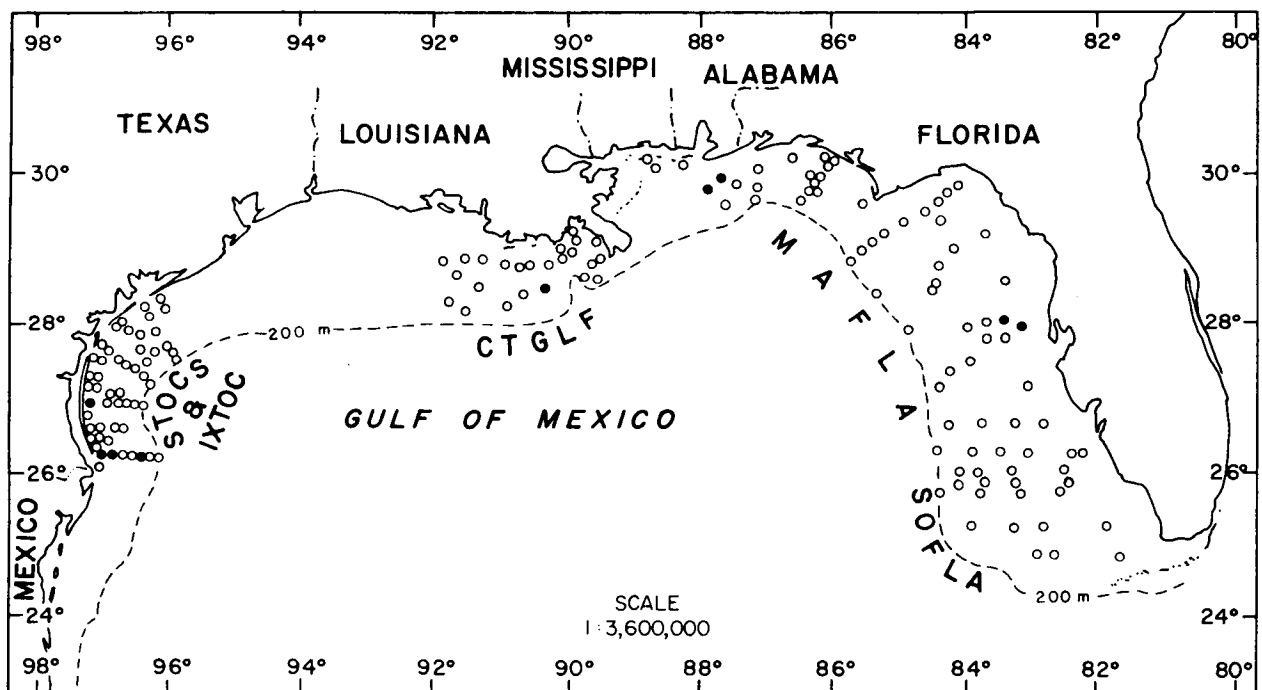 98° 96° 94° 92° 90° 88° 86° 84° 82° 80°
MISSISSIPPI ALABAMA
TEXAS LOUISIANA FLORIDA
30° 30°
28° 28°
200 m
CTGLF
MAFLA
STOCS
&
IXTOC
GULF OF MEXICO
26° 26°
MEXICO
SOFLA
200 m
24° 24°
SCALE
1:3,600,000
98° 96° 94° 92° 90° 88° 86° 84° 82° 80°